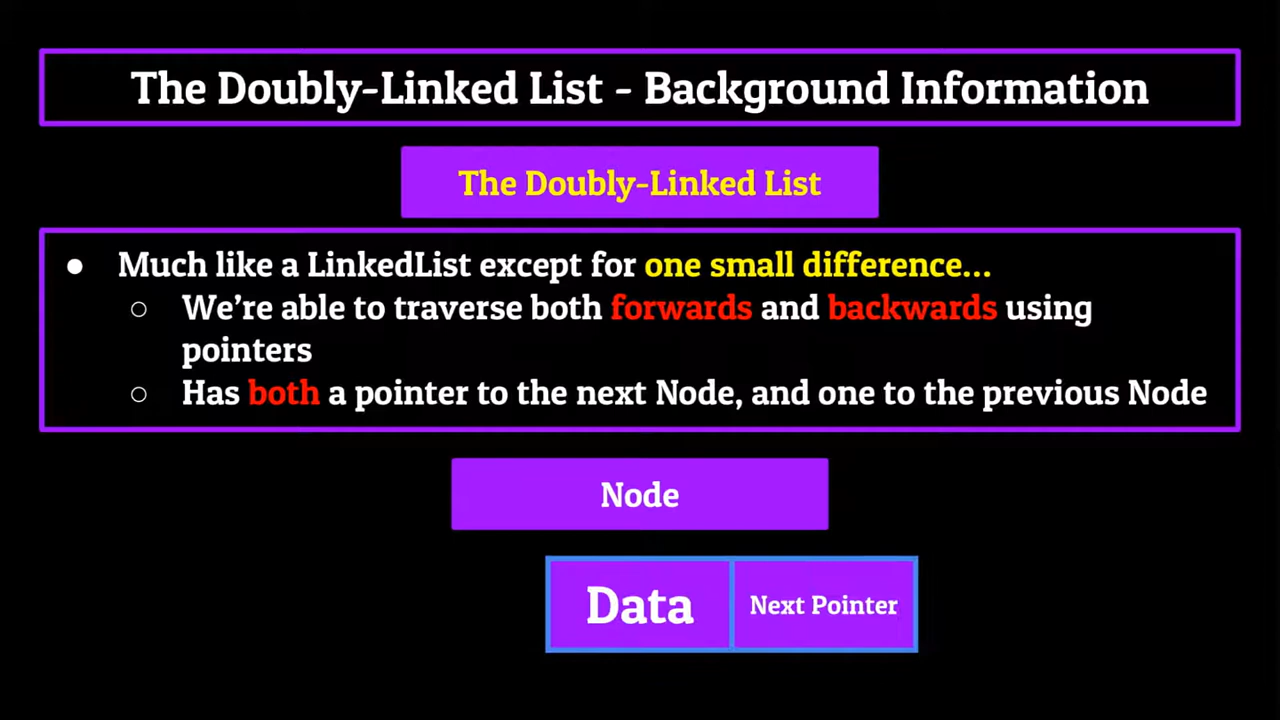 The Doubly-Linked List - Background Information
The Doubly-Linked List
● Much like a LinkedList except for one small difference...
○ We're able to traverse both forwards and backwards using
pointers
○ Has both a pointer to the next Node, and one to the previous Node
Node
Data Next Pointer